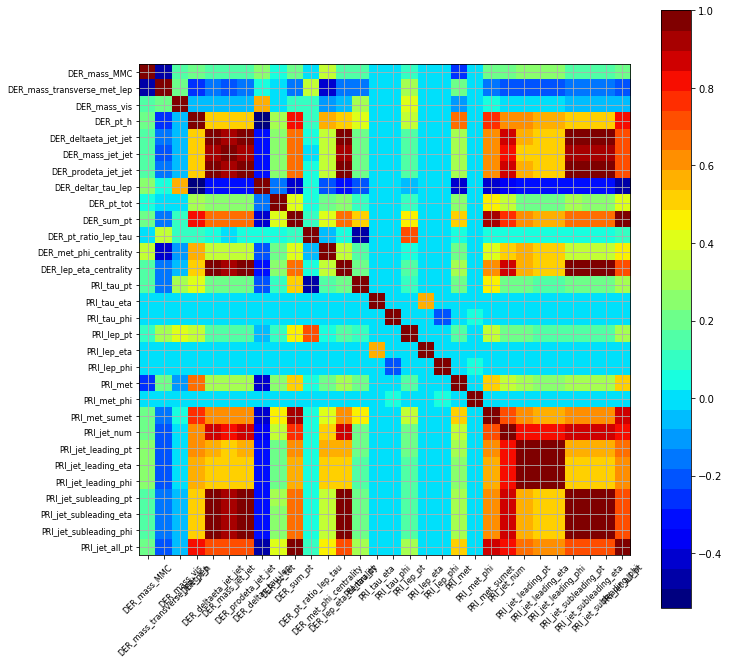 DER_mass_MMC
DER_mass_transverse_met_lep
DER_mass_vis
DER_pt_h
DER_deltaeta_jet_jet
DER_mass_jet_jet
DER_prodeta_jet_jet
DER_deltar_tau_lep
DER_pt_tot
DER_sum_pt
DER_pt_ratio_lep_tau
DER_met_phi_centrality
DER_lep_eta_centrality
PRI_tau_pt
PRI_tau_eta
PRI_tau_phi
PRI_lep_pt
PRI_lep_eta
PRI_lep_phi
PRI_met
PRI_met_phi
PRI_met_sumet
PRI_jet_num
PRI_jet_leading_pt
PRI_jet_leading_eta
PRI_jet_leading_phi
PRI_jet_subleading_pt
PRI_jet_subleading_eta
PRI_jet_subleading_phi
PRI_jet_all_pt
DER_mass_MMC
DER_deltaeta_jet_jet
DER_mass_jet_jet
DER_prodeta_jet_jet
DER_sum_pt
DER_pt_ratio_lep_tau
DER_met_phi_centrality
PRI_tau_eta
PRI_tau_phi
PRI_lep_pt
PRI_lep_eta
PRI_lep_phi
PRI_met
PRI_met_phi
PRI_met_sumet
PRI_jet_num
PRI_jet_leading_pt
PRI_jet_leading_eta
PRI_jet_leading_phi
PRI_jet_subleading_pt
PRI_jet_subleading_eta
1.0
0.8
0.6
0.4
0.2
0.0
−0.2
−0.4